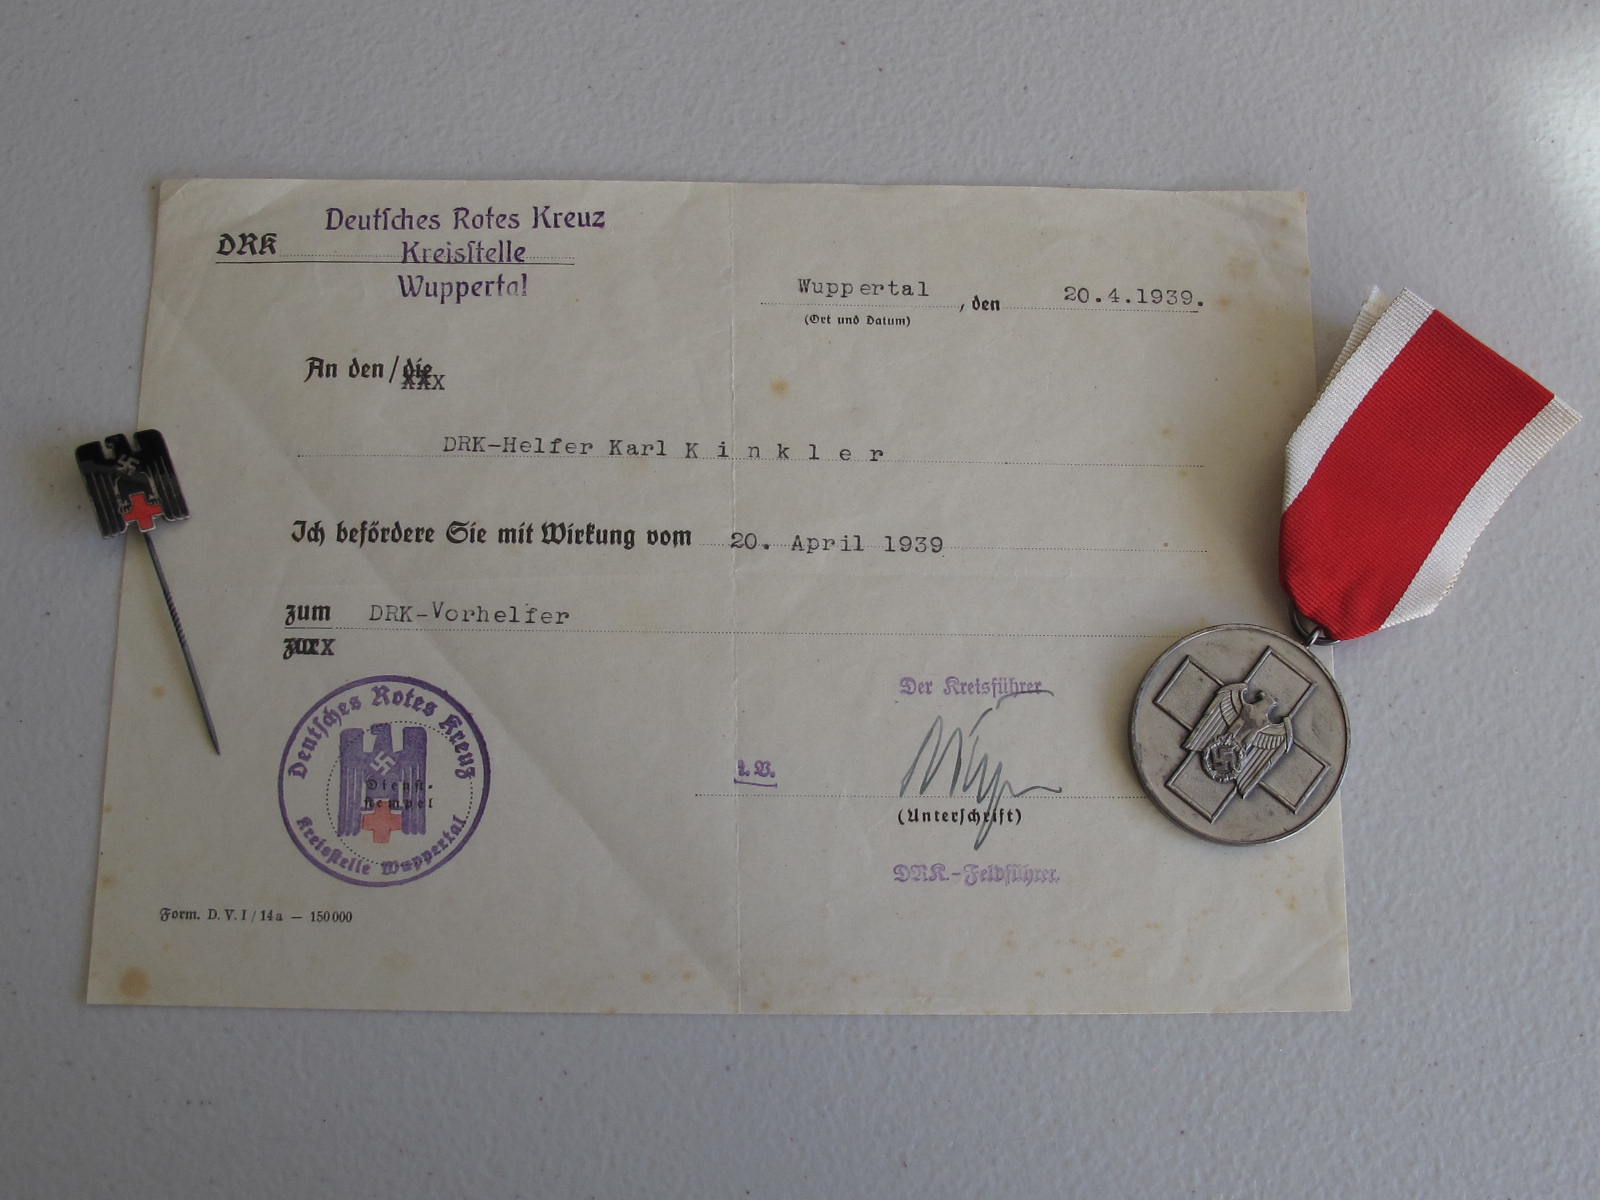 Deutſches Rotes Kreuz
DRK Kreisſtelle
Wuppertal
Wuppertal, den 20.4.1939.
(Ort und Datum)
An den/die
DRK-Helfer Karl K i n k l e r
Ich befördere Sie mit Wirkung vom 20. April 1939
zum DRK-Vorhelfer
zur
Der Kreisführer
i. V.
(Unterſchrift)
DRK.-Feldführer.
Deutſches Rotes Kreuz
Dienſt-
ſtempel
Kreisſtelle Wuppertal
Form. D. V. I / 14a — 150000